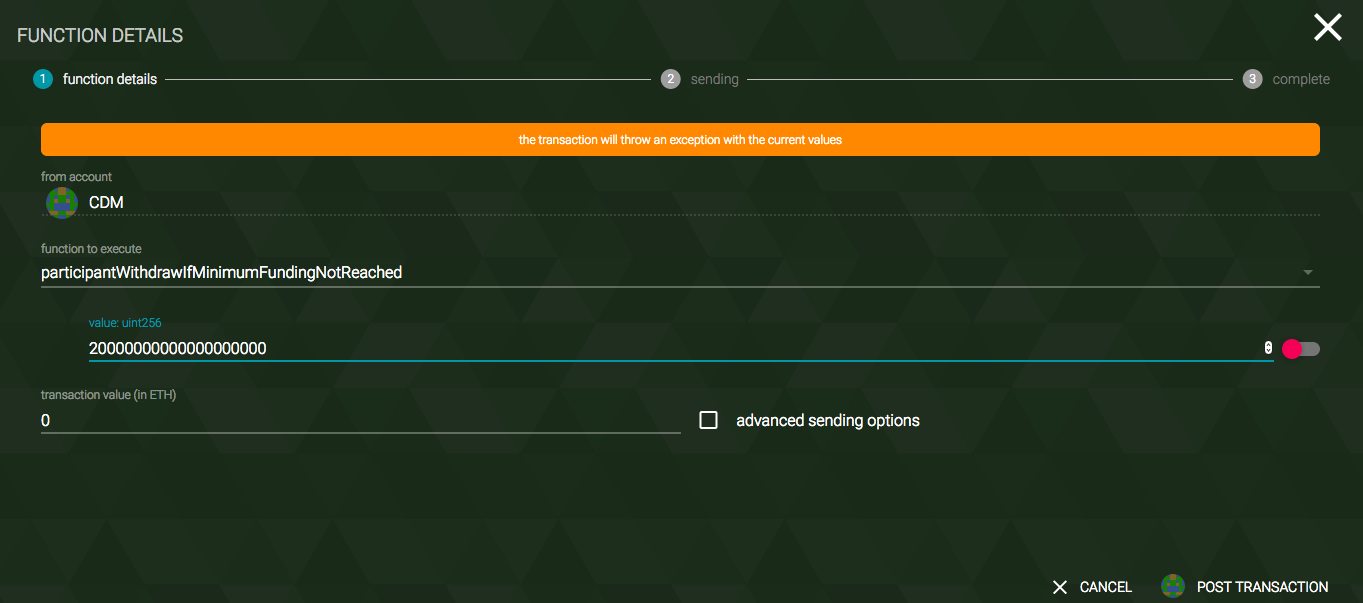 FUNCTION DETAILS
1 function details
2 sending
3 complete
the transaction will throw an exception with the current values
from account
CDM
function to execute
participantWithdrawIfMinimumFundingNotReached
value: uint256
20000000000000000000
transaction value (in ETH)
0
advanced sending options
CANCEL
POST TRANSACTION